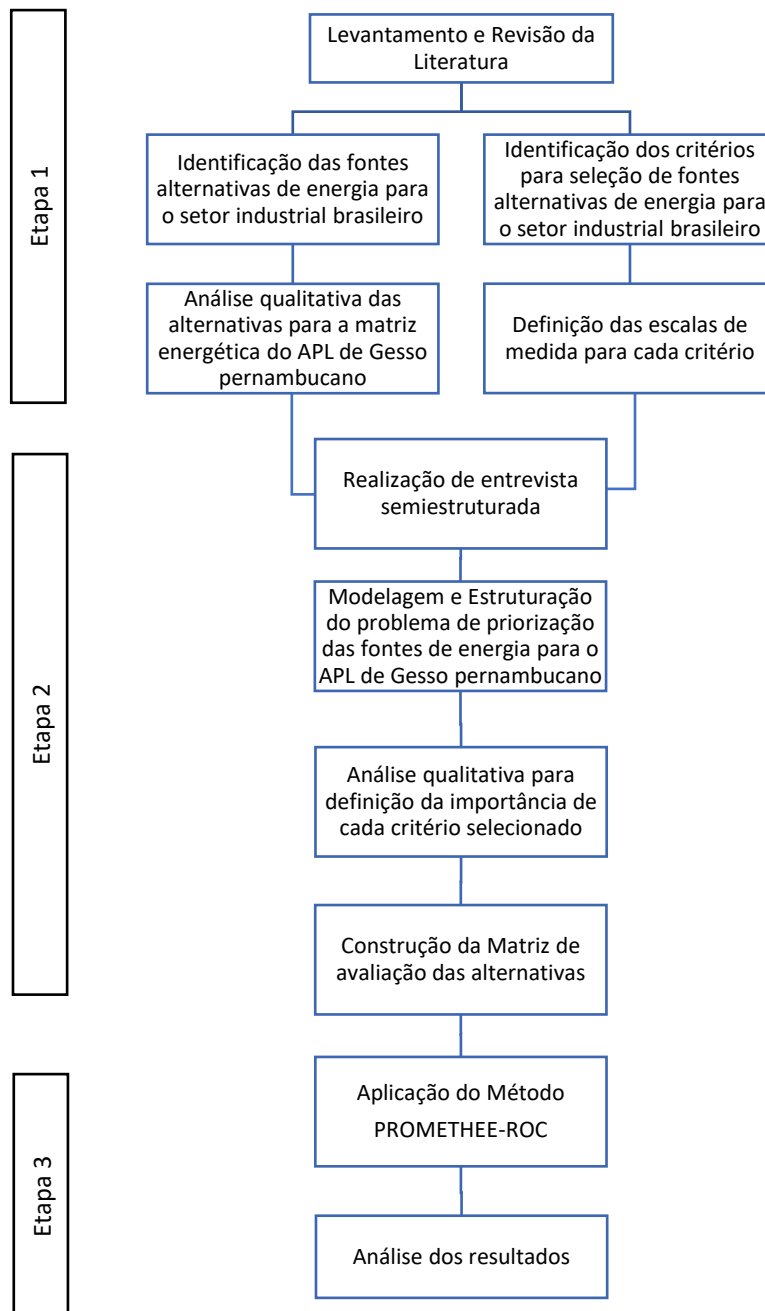 Etapa 1
Levantamento e Revisão da
Literatura
Identificação das fontes
alternativas de energia para
o setor industrial brasileiro
Identificação dos critérios
para seleção de fontes
alternativas de energia para
o setor industrial brasileiro
Análise qualitativa das
alternativas para a matriz
energética do APL de Gesso
pernambucano
Definição das escalas de
medida para cada critério
Etapa 2
Realização de entrevista
semiestruturada
Modelagem e Estruturação
do problema de priorização
das fontes de energia para o
APL de Gesso pernambucano
Análise qualitativa para
definição da importância de
cada critério selecionado
Construção da Matriz de
avaliação das alternativas
Etapa 3
Aplicação do Método
PROMETHEE-ROC
Análise dos resultados